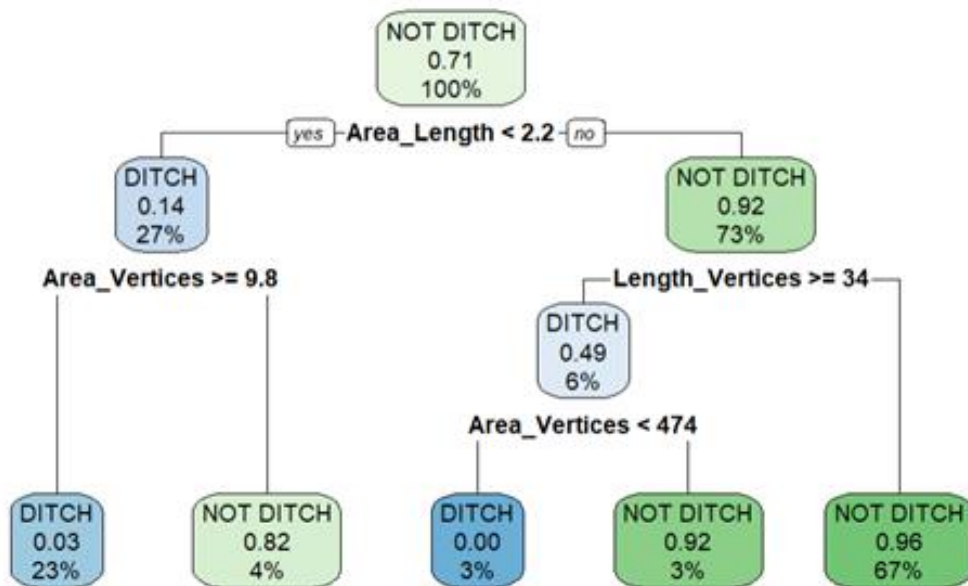 NOT DITCH
0.71
100%
yes Area_Length < 2.2 no
DITCH
0.14
27%
NOT DITCH
0.92
73%
Area_Vertices >= 9.8
Length_Vertices >= 34
DITCH
0.49
6%
Area_Vertices < 474
DITCH
0.03
23%
NOT DITCH
0.82
4%
DITCH
0.00
3%
NOT DITCH
0.92
3%
NOT DITCH
0.96
67%